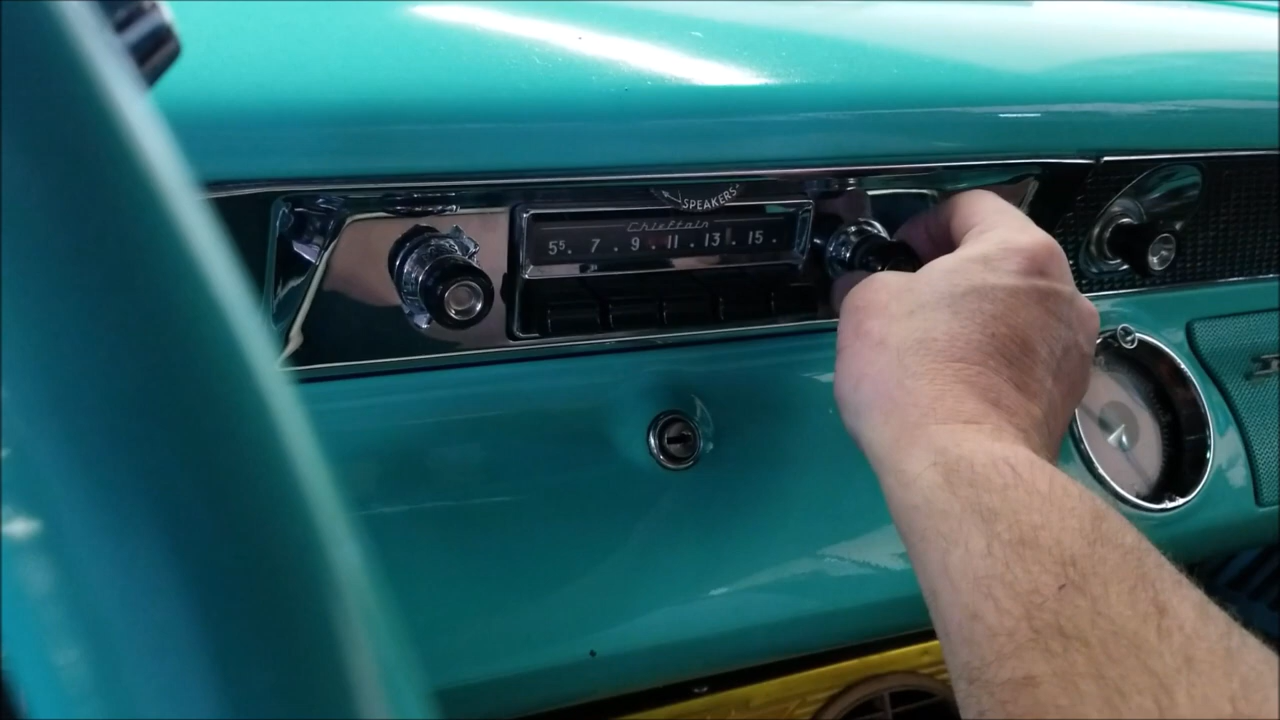 SPEAKERS
Chieftain
5⁵. 7 . 9 . 11 . 13 . 15 .